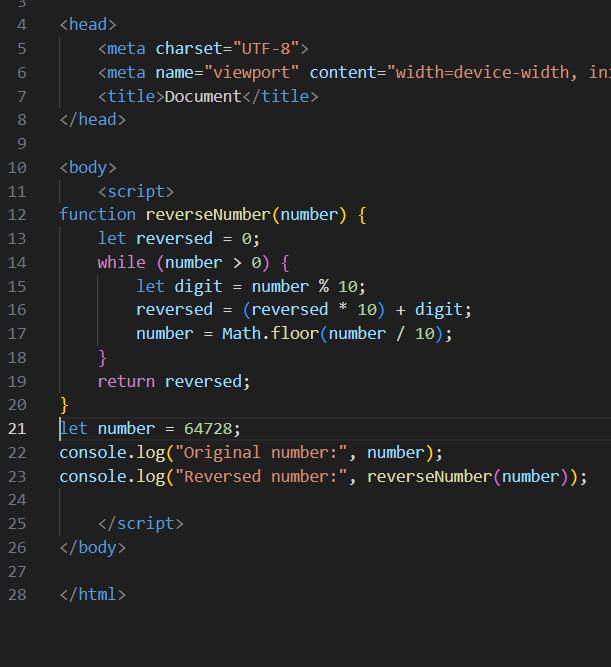 3
4 <head>
5 <meta charset="UTF-8">
6 <meta name="viewport" content="width=device-width,
7 <title>Document</title>
8 </head>
9
10 <body>
11 <script>
12 function reverseNumber(number) {
13 let reversed = 0;
14 while (number > 0) {
15 let digit = number % 10;
16 reversed = (reversed * 10) + digit;
17 number = Math.floor(number / 10);
18 }
19 return reversed;
20 }
21 let number = 64728;
22 console.log("Original number:", number);
23 console.log("Reversed number:", reverseNumber(number));
24
25 </script>
26 </body>
27
28 </html>